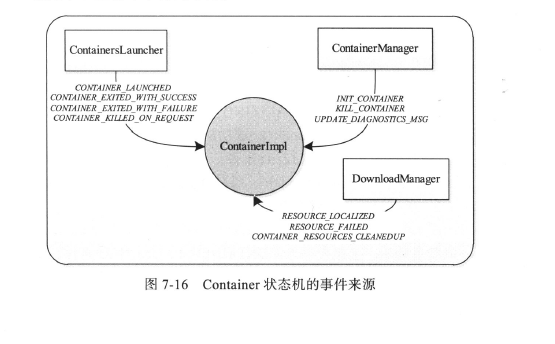 ContainersLauncher
ContainerManager
CONTAINER_LAUNCHED
CONTAINER_EXITED_WITH_SUCCESS
CONTAINER_EXITED_WITH_FAILURE
CONTAINER_KILLED_ON_REQUEST
INIT_CONTAINER
KILL_CONTAINER
UPDATE_DIAGNOSTICS_MSG
ContainerImpl
DownloadManager
RESOURCE_LOCALIZED
RESOURCE_FAILED
CONTAINER_RESOURCES_CLEANEDUP
图 7-16 Container 状态机的事件来源